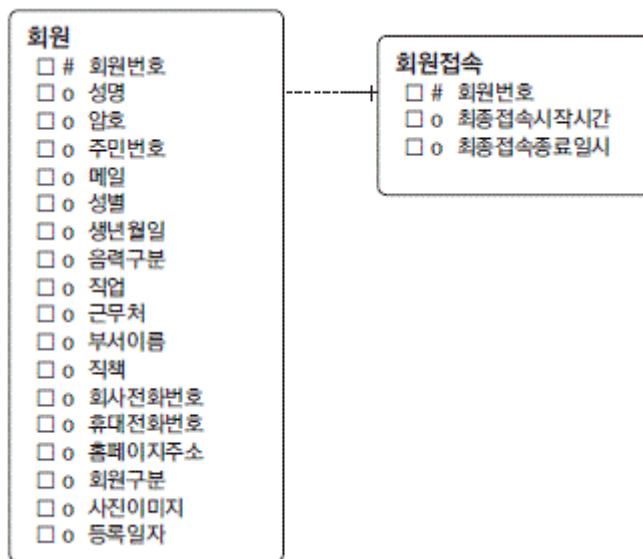 회원
□ # 회원번호
□ o 성명
□ o 암호
□ o 주민번호
□ o 메일
□ o 성별
□ o 생년월일
□ o 음력구분
□ o 직업
□ o 근무처
□ o 부서이름
□ o 직책
□ o 회사전화번호
□ o 휴대전화번호
□ o 홈페이지주소
□ o 회원구분
□ o 사진이미지
□ o 등록일자
회원접속
□ # 회원번호
□ o 최종접속시작시간
□ o 최종접속종료일시